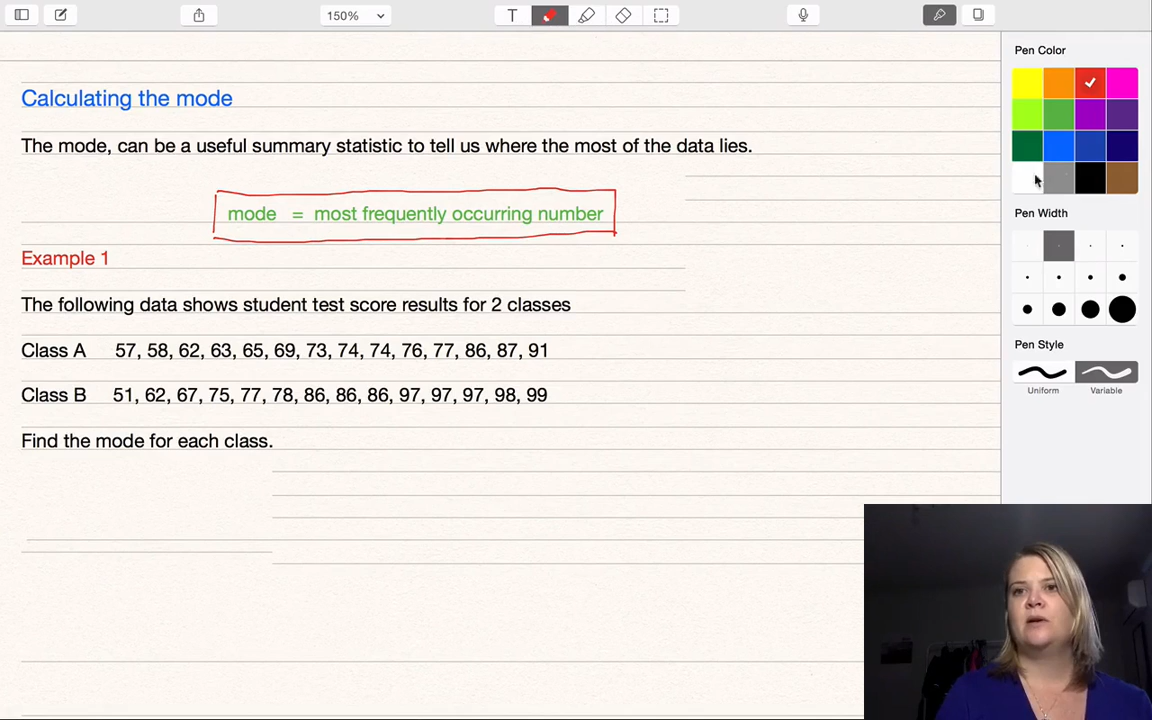 150%
T
Calculating the mode
The mode, can be a useful summary statistic to tell us where the most of the data lies.
mode = most frequently occurring number
Example 1
The following data shows student test score results for 2 classes
Class A 57, 58, 62, 63, 65, 69, 73, 74, 74, 76, 77, 86, 87, 91
Class B 51, 62, 67, 75, 77, 78, 86, 86, 86, 97, 97, 97, 98, 99
Find the mode for each class.
Pen Color
Pen Width
Pen Style
Uniform Variable